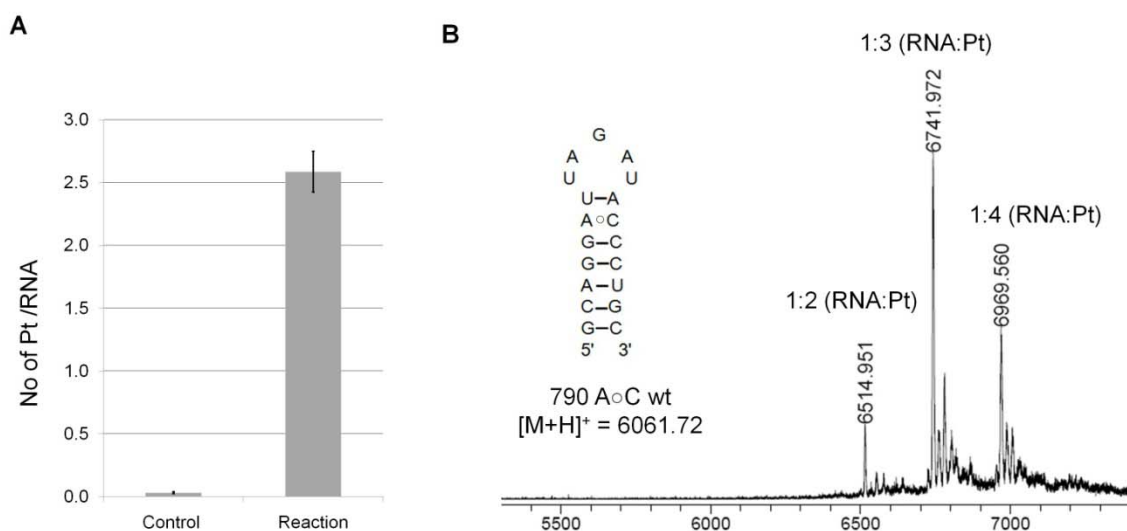 A
No of Pt /RNA
3.0
2.5
2.0
1.5
1.0
0.5
0.0
Control Reaction
B
1:3 (RNA:Pt)
6741.972
1:4 (RNA:Pt)
6969.560
1:2 (RNA:Pt)
6514.951
G
A A
U U
U–A
A○C
G–C
G–C
A–U
C–G
G–C
5' 3'
790 A○C wt
[M+H]⁺ = 6061.72
5500 6000 6500 7000